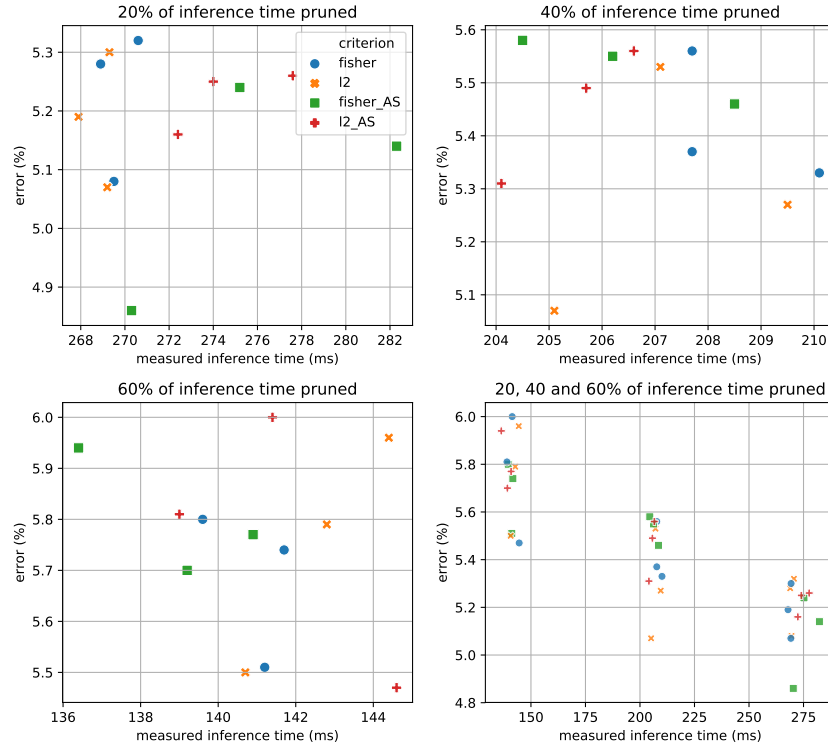 20% of inference time pruned
error (%)
5.3
5.2
5.1
5.0
4.9
criterion
fisher
l2
fisher_AS
l2_AS
268 270 272 274 276 278 280 282
measured inference time (ms)
40% of inference time pruned
error (%)
5.6
5.5
5.4
5.3
5.2
5.1
204 205 206 207 208 209 210
measured inference time (ms)
60% of inference time pruned
error (%)
6.0
5.9
5.8
5.7
5.6
5.5
136 138 140 142 144
measured inference time (ms)
20, 40 and 60% of inference time pruned
error (%)
6.0
5.8
5.6
5.4
5.2
5.0
4.8
150 175 200 225 250 275
measured inference time (ms)